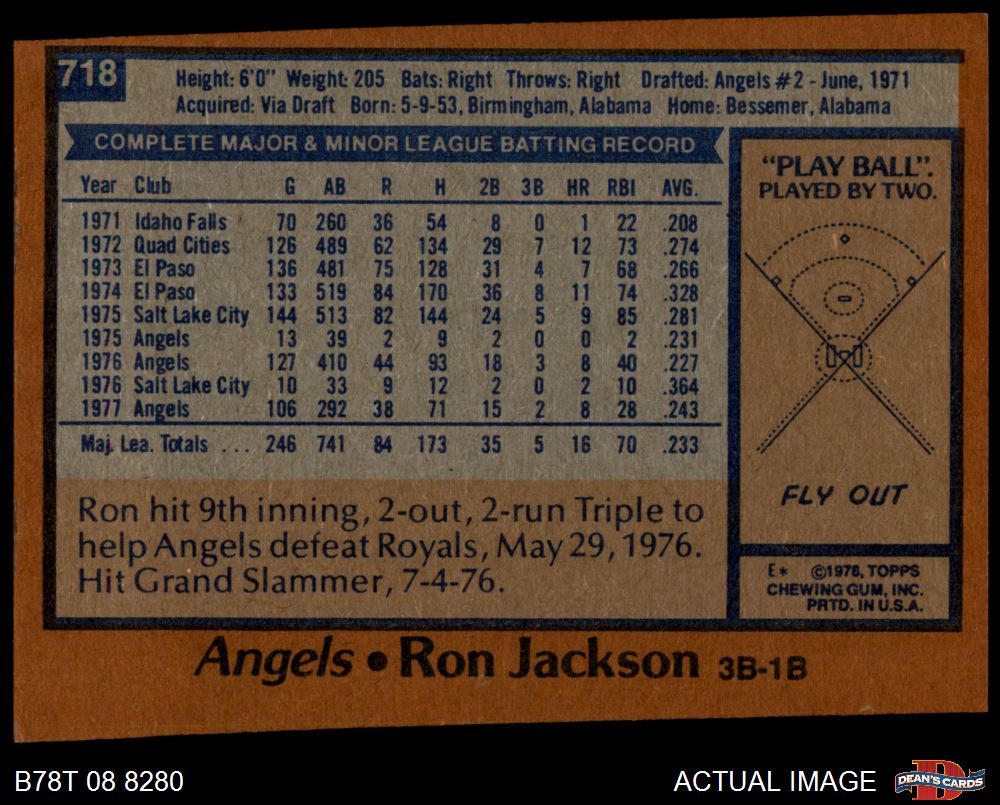 718
Height: 6'0" Weight: 205 Bats: Right Throws: Right Drafted: Angels #2 - June, 1971
Acquired: Via Draft Born: 5-9-53, Birmingham, Alabama Home: Bessemer, Alabama
COMPLETE MAJOR & MINOR LEAGUE BATTING RECORD
Year Club G AB R H 2B 3B HR RBI AVG.
1971 Idaho Falls 70 260 36 54 8 0 1 22 .208
1972 Quad Cities 126 489 62 134 29 7 12 73 .274
1973 El Paso 136 481 75 128 31 4 7 68 .266
1974 El Paso 133 519 84 170 36 8 11 74 .328
1975 Salt Lake City 144 513 82 144 24 5 9 85 .281
1975 Angels 13 39 2 9 2 0 0 2 .231
1976 Angels 127 410 44 93 18 3 8 40 .227
1976 Salt Lake City 10 33 9 12 2 0 2 10 .364
1977 Angels 106 292 38 71 15 2 8 28 .243
Maj. Lea. Totals ... 246 741 84 173 35 5 16 70 .233
Ron hit 9th inning, 2-out, 2-run Triple to
help Angels defeat Royals, May 29, 1976.
Hit Grand Slammer, 7-4-76.
"PLAY BALL".
PLAYED BY TWO.
FLY OUT
E* ©1978, TOPPS
CHEWING GUM, INC.
PRTD. IN U.S.A.
Angels • Ron Jackson 3B-1B
B78T 08 8280
ACTUAL IMAGE
DEAN'S CARDS